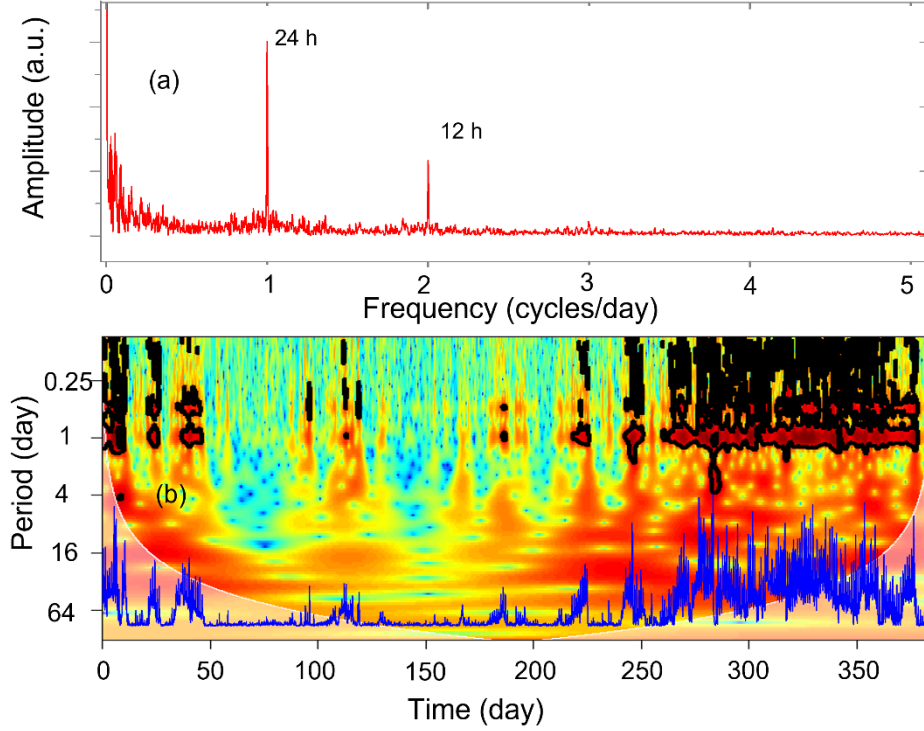 Amplitude (a.u.)
(a)
24 h
12 h
0 1 2 3 4 5
Frequency (cycles/day)
Period (day)
0.25
1
4
16
64
(b)
0 50 100 150 200 250 300 350
Time (day)